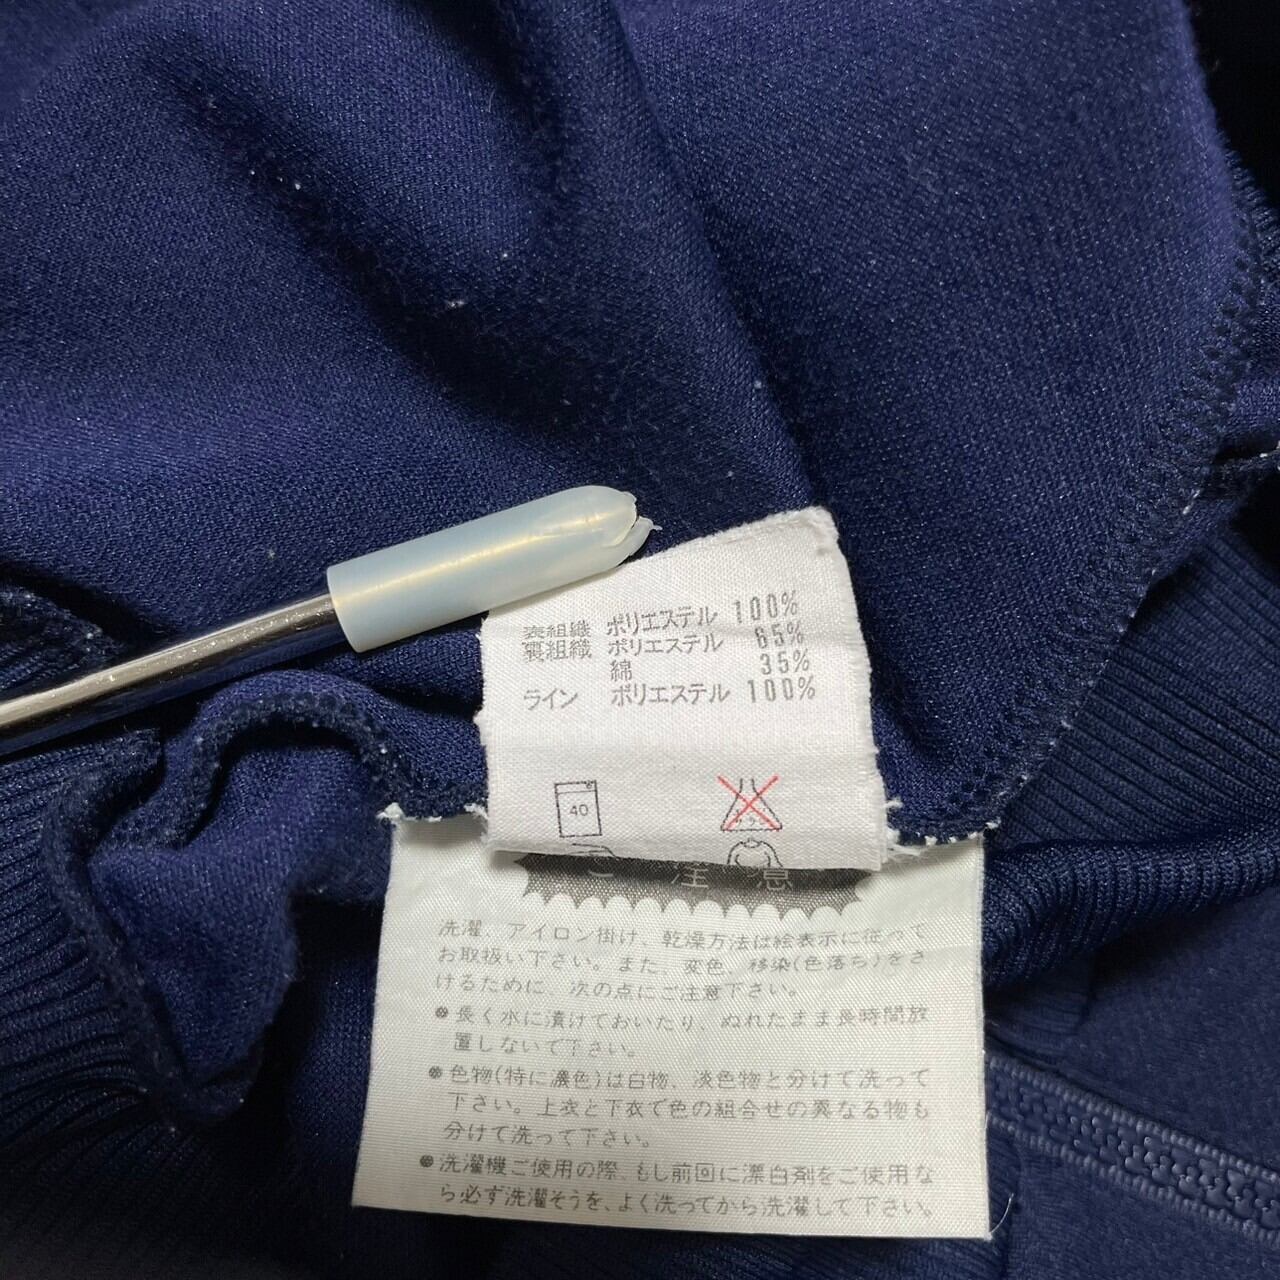 表組織 ポリエステル 100%
裏組織 ポリエステル 65%
綿 35%
ライン ポリエステル 100%
40
ご注意
洗濯、アイロン掛け、乾燥方法は絵表示に従って
お取扱い下さい。また、変色、移染(色落ち)をさ
けるために、次の点にご注意下さい。
●長く水に漬けておいたり、ぬれたまま長時間放
置しないで下さい。
●色物(特に濃色)は白物、淡色物と分けて洗って
下さい。上衣と下衣で色の組合せの異なる物も
分けて洗って下さい。
●洗濯機ご使用の際、もし前回に漂白剤をご使用な
ら必ず洗濯そうを、よく洗ってから洗濯して下さい。